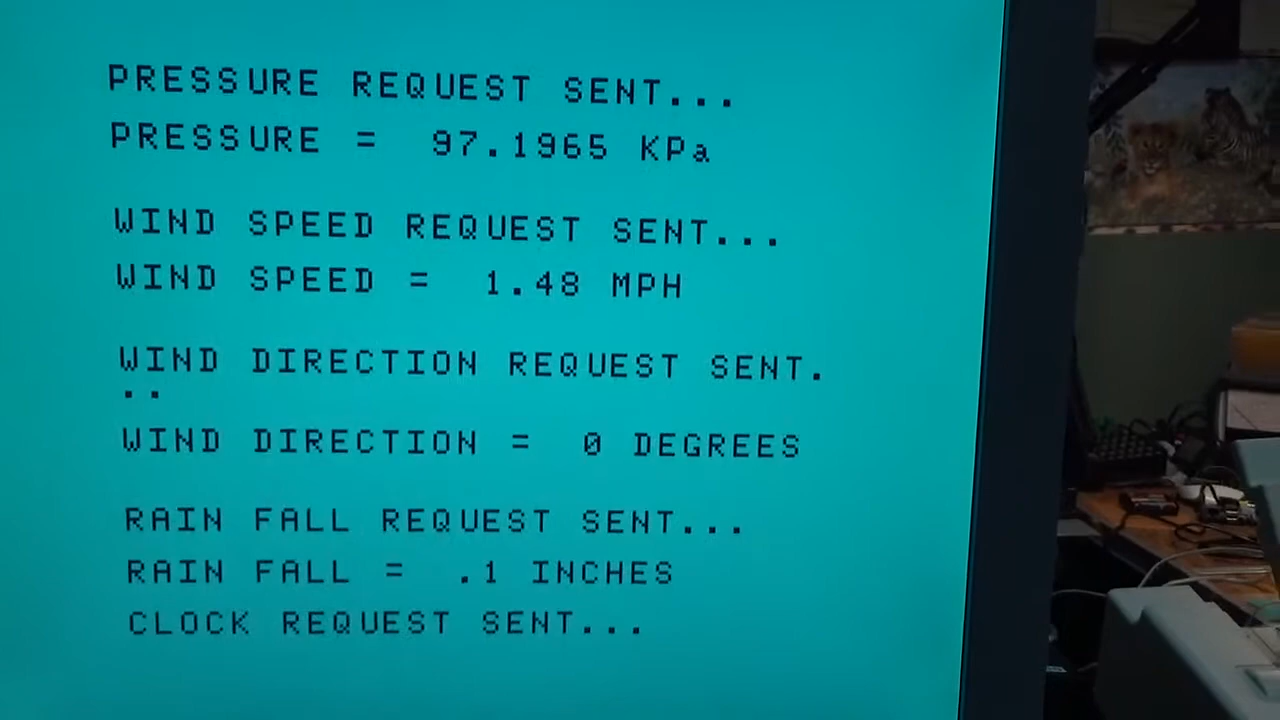 PRESSURE REQUEST SENT...
PRESSURE =  97.1965 KPa
WIND SPEED REQUEST SENT...
WIND SPEED =  1.48 MPH
WIND DIRECTION REQUEST SENT.
..
WIND DIRECTION =  0 DEGREES
RAIN FALL REQUEST SENT...
RAIN FALL =  .1 INCHES
CLOCK REQUEST SENT...